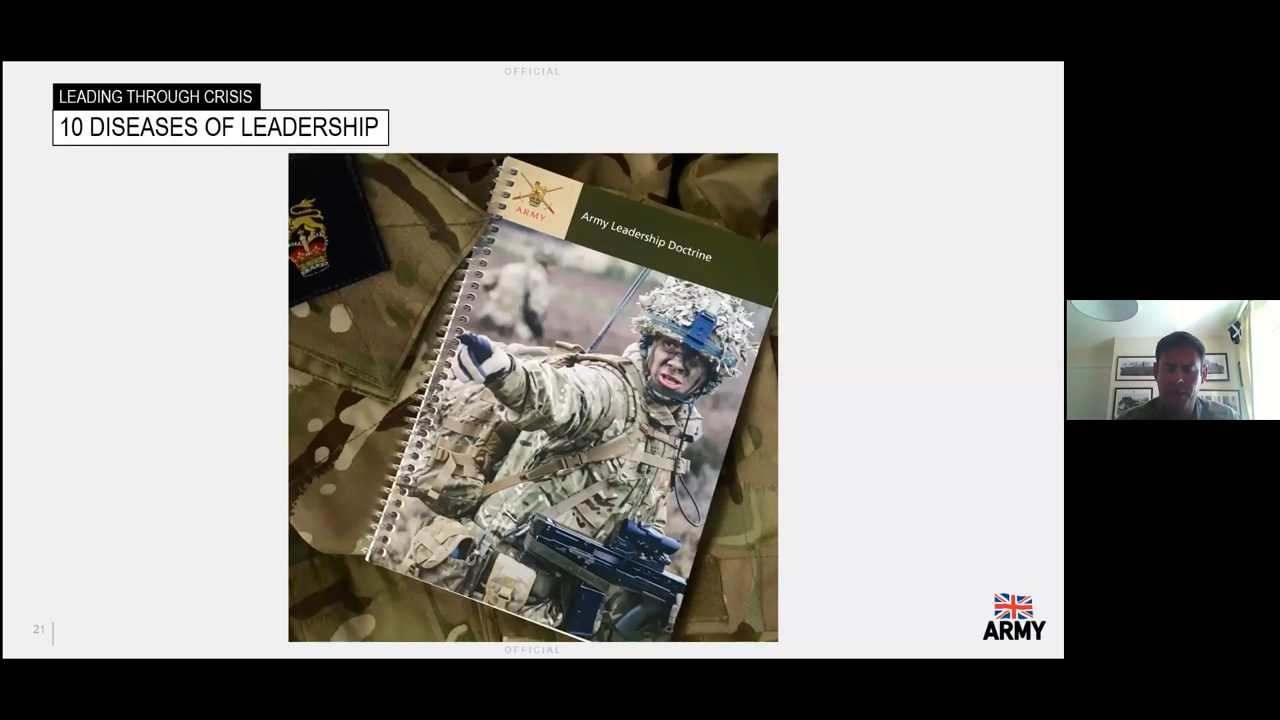 OFFICIAL
LEADING THROUGH CRISIS
10 DISEASES OF LEADERSHIP
ARMY
Army Leadership Doctrine
21
ARMY
OFFICIAL